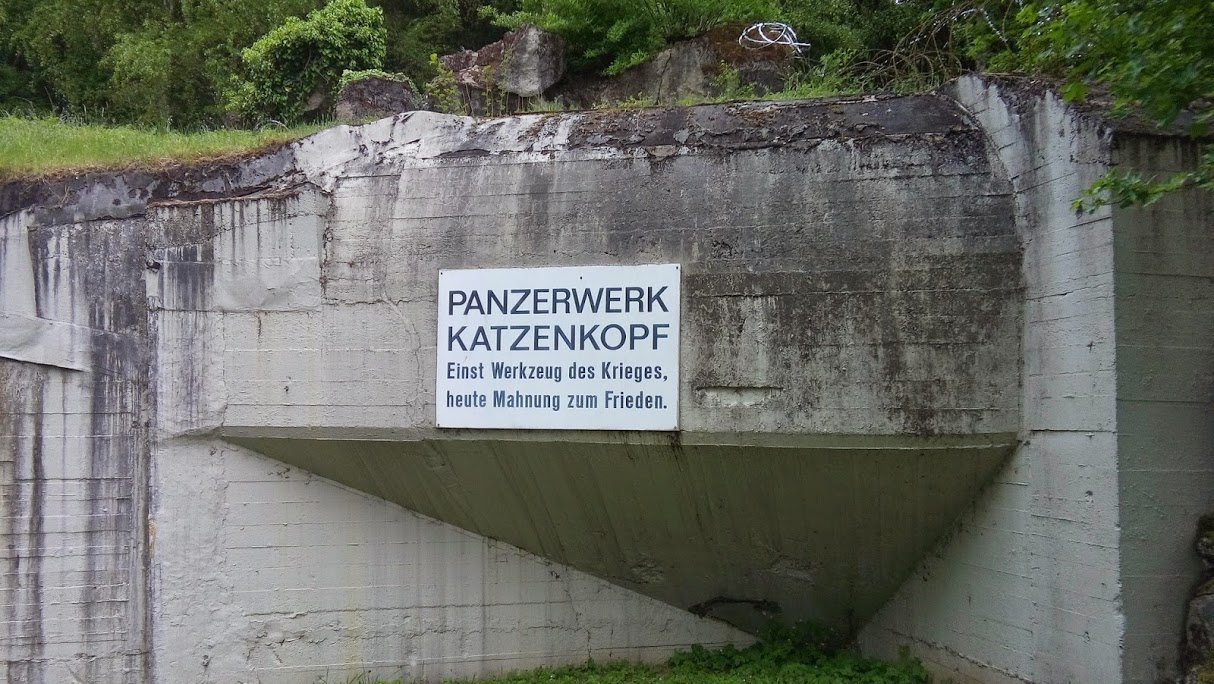 PANZERWERK
KATZENKOPF
Einst Werkzeug des Krieges,
heute Mahnung zum Frieden.